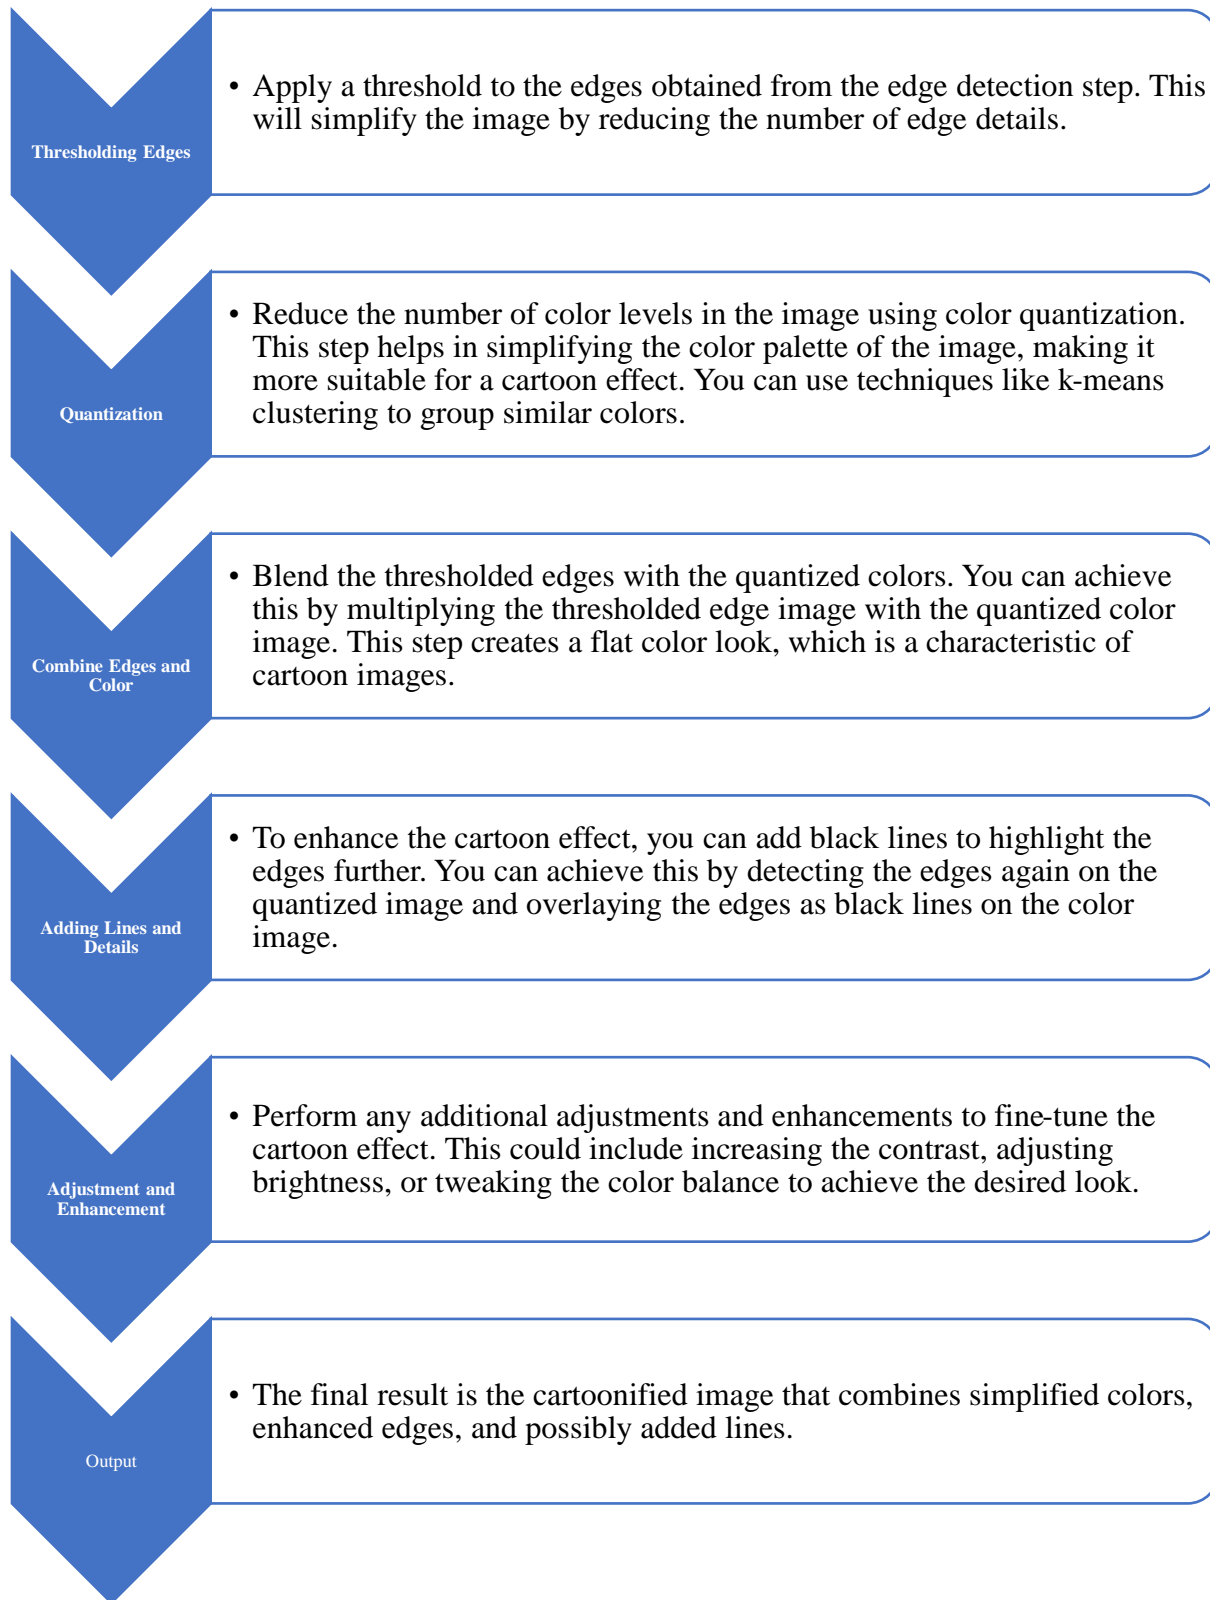 Thresholding Edges
• Apply a threshold to the edges obtained from the edge detection step. This
will simplify the image by reducing the number of edge details.
Quantization
• Reduce the number of color levels in the image using color quantization.
This step helps in simplifying the color palette of the image, making it
more suitable for a cartoon effect. You can use techniques like k-means
clustering to group similar colors.
Combine Edges and
Color
• Blend the thresholded edges with the quantized colors. You can achieve
this by multiplying the thresholded edge image with the quantized color
image. This step creates a flat color look, which is a characteristic of
cartoon images.
Adding Lines and
Details
• To enhance the cartoon effect, you can add black lines to highlight the
edges further. You can achieve this by detecting the edges again on the
quantized image and overlaying the edges as black lines on the color
image.
Adjustment and
Enhancement
• Perform any additional adjustments and enhancements to fine-tune the
cartoon effect. This could include increasing the contrast, adjusting
brightness, or tweaking the color balance to achieve the desired look.
Output
• The final result is the cartoonified image that combines simplified colors,
enhanced edges, and possibly added lines.